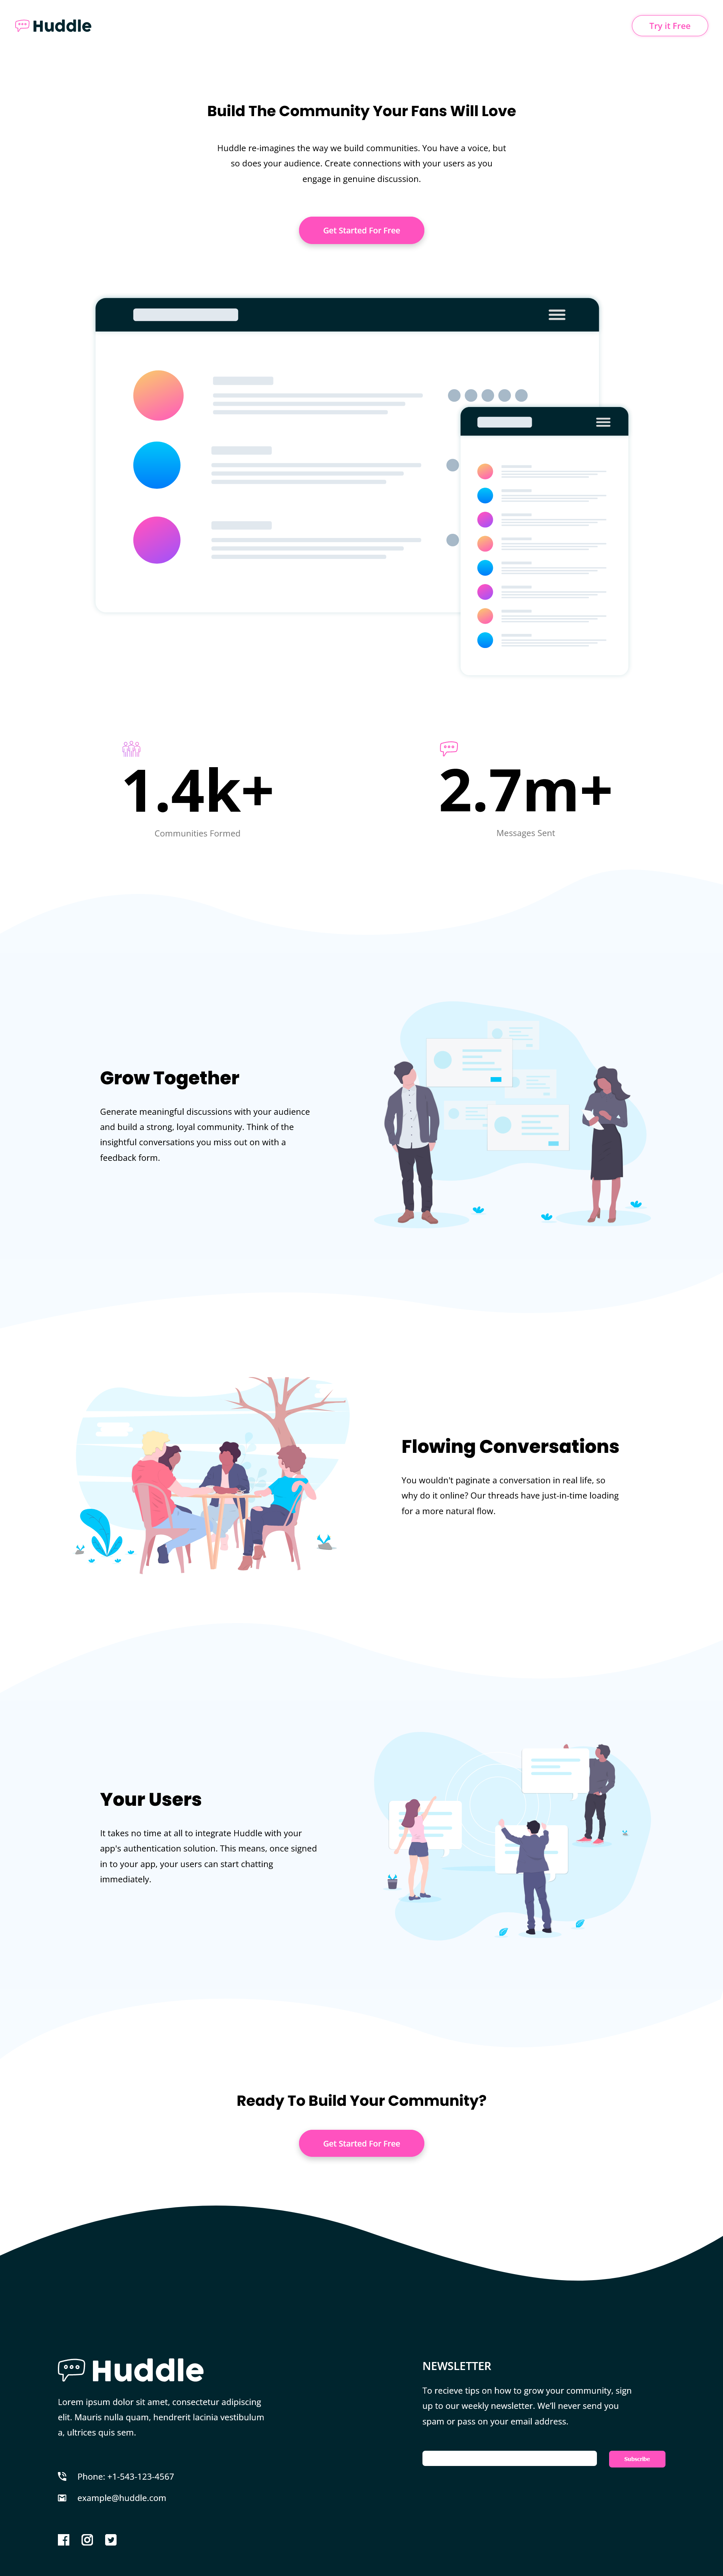 Huddle
Try it Free
Build The Community Your Fans Will Love
Huddle re-imagines the way we build communities. You have a voice, but
so does your audience. Create connections with your users as you
engage in genuine discussion.
Get Started For Free
1.4k+
Communities Formed
2.7m+
Messages Sent
Grow Together
Generate meaningful discussions with your audience
and build a strong, loyal community. Think of the
insightful conversations you miss out on with a
feedback form.
Flowing Conversations
You wouldn't paginate a conversation in real life, so
why do it online? Our threads have just-in-time loading
for a more natural flow.
Your Users
It takes no time at all to integrate Huddle with your
app's authentication solution. This means, once signed
in to your app, your users can start chatting
immediately.
Ready To Build Your Community?
Get Started For Free
Huddle
Lorem ipsum dolor sit amet, consectetur adipiscing
elit. Mauris nulla quam, hendrerit lacinia vestibulum
a, ultrices quis sem.
Phone: +1-543-123-4567
example@huddle.com
NEWSLETTER
To recieve tips on how to grow your community, sign
up to our weekly newsletter. We'll never send you
spam or pass on your email address.
Subscribe